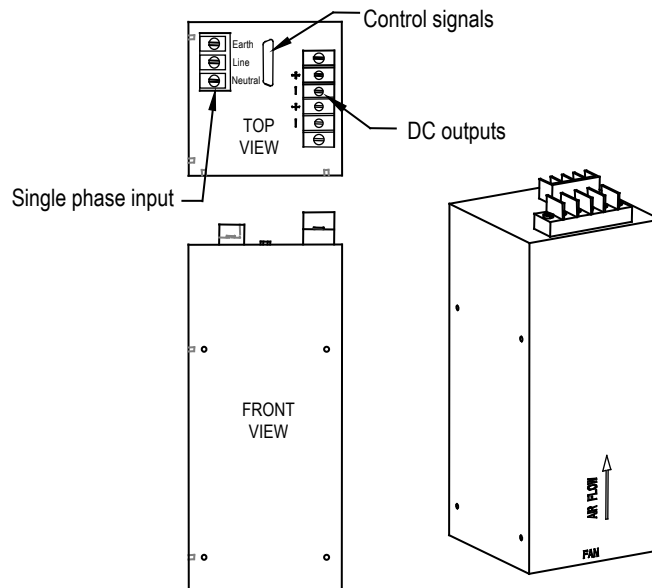 Control signals
Earth
Line
Neutral
+
−
+
−
TOP
VIEW
DC outputs
Single phase input
FRONT
VIEW
AIR FLOW
FAN